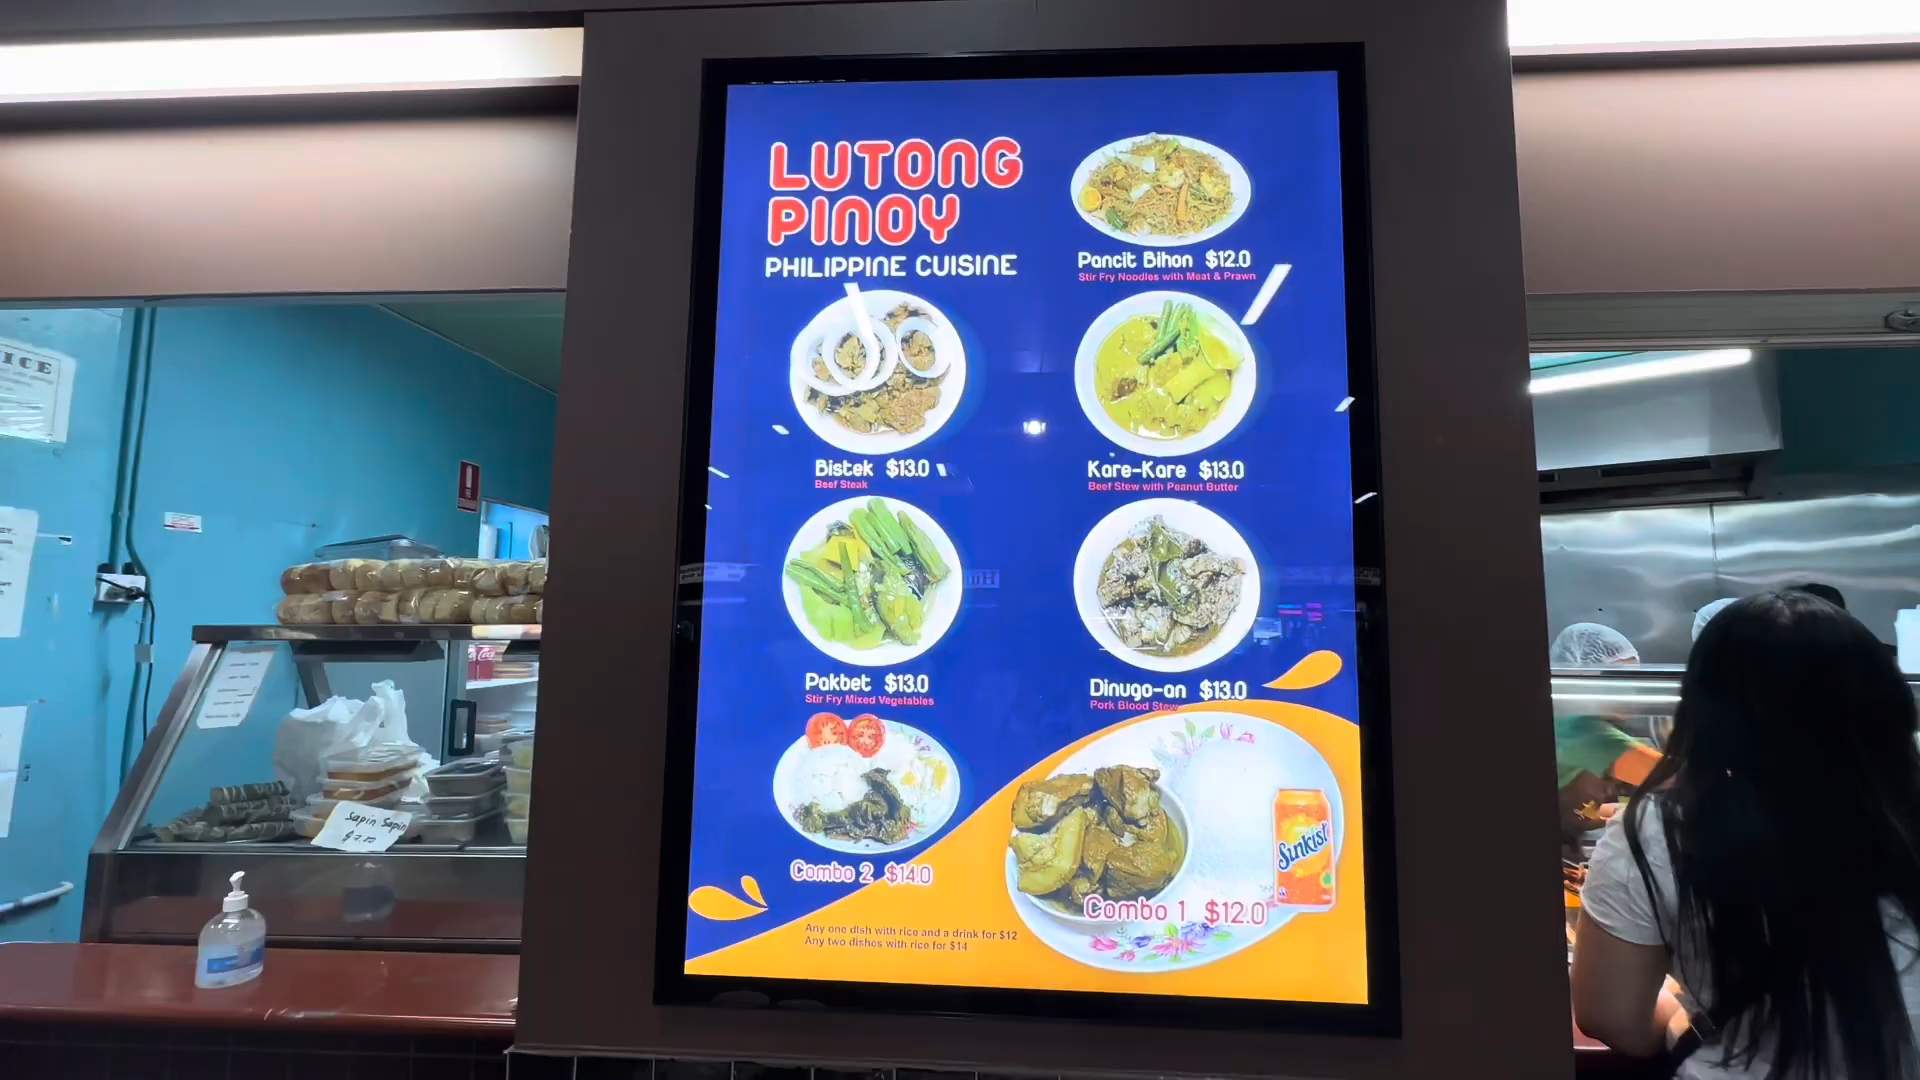 LUTONG
PINOY
PHILIPPINE CUISINE
Pancit Bihon $12.0
Stir Fry Noodles with Meat & Prawn
Bistek $13.0
Beef Steak
Kare-Kare $13.0
Beef Stew with Peanut Butter
Pakbet $13.0
Stir Fry Mixed Vegetables
Dinugo-an $13.0
Pork Blood Stew
Combo 2 $14.0
Combo 1 $12.0
Sunkist
Any one dish with rice and a drink for $12
Any two dishes with rice for $14
Sapin Sapin